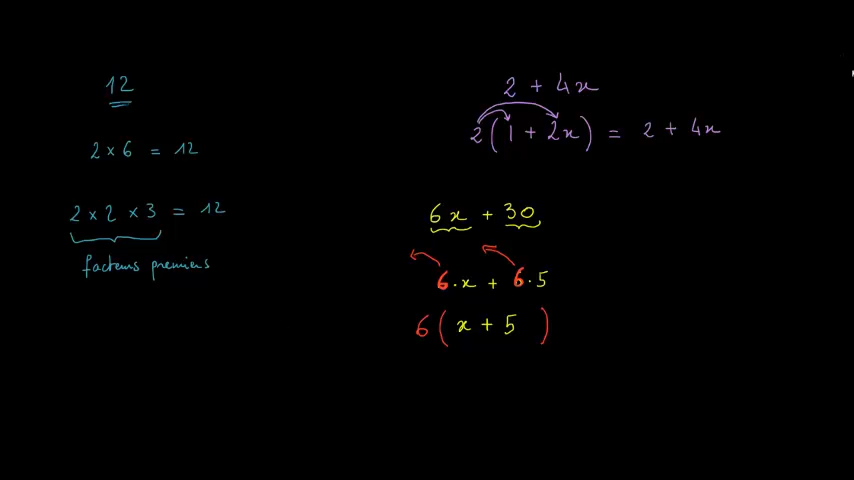 12
2 × 6 = 12
2 × 2 × 3 = 12
facteurs premiers
2 + 4x
2(1 + 2x) = 2 + 4x
6x + 30
6·x + 6·5
6(x + 5)